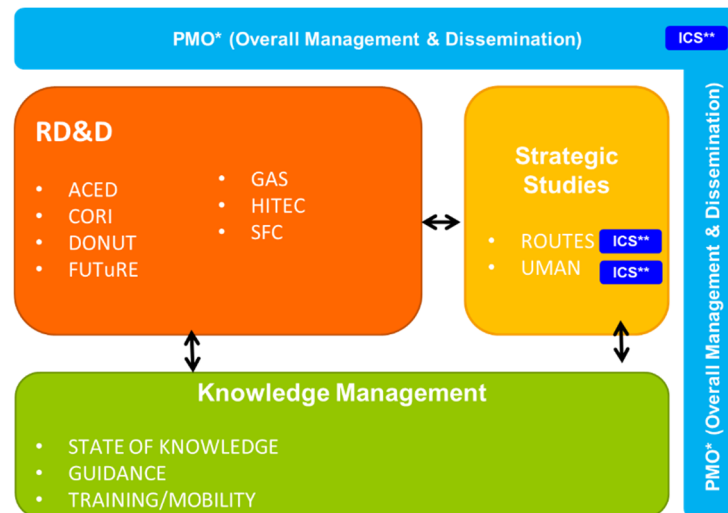 PMO* (Overall Management & Dissemination)
ICS**
RD&D
• ACED
• CORI
• DONUT
• FUTuRE
• GAS
• HITEC
• SFC
Strategic
Studies
• ROUTES ICS**
• UMAN ICS**
Knowledge Management
• STATE OF KNOWLEDGE
• GUIDANCE
• TRAINING/MOBILITY
PMO* (Overall Management & Dissemination)